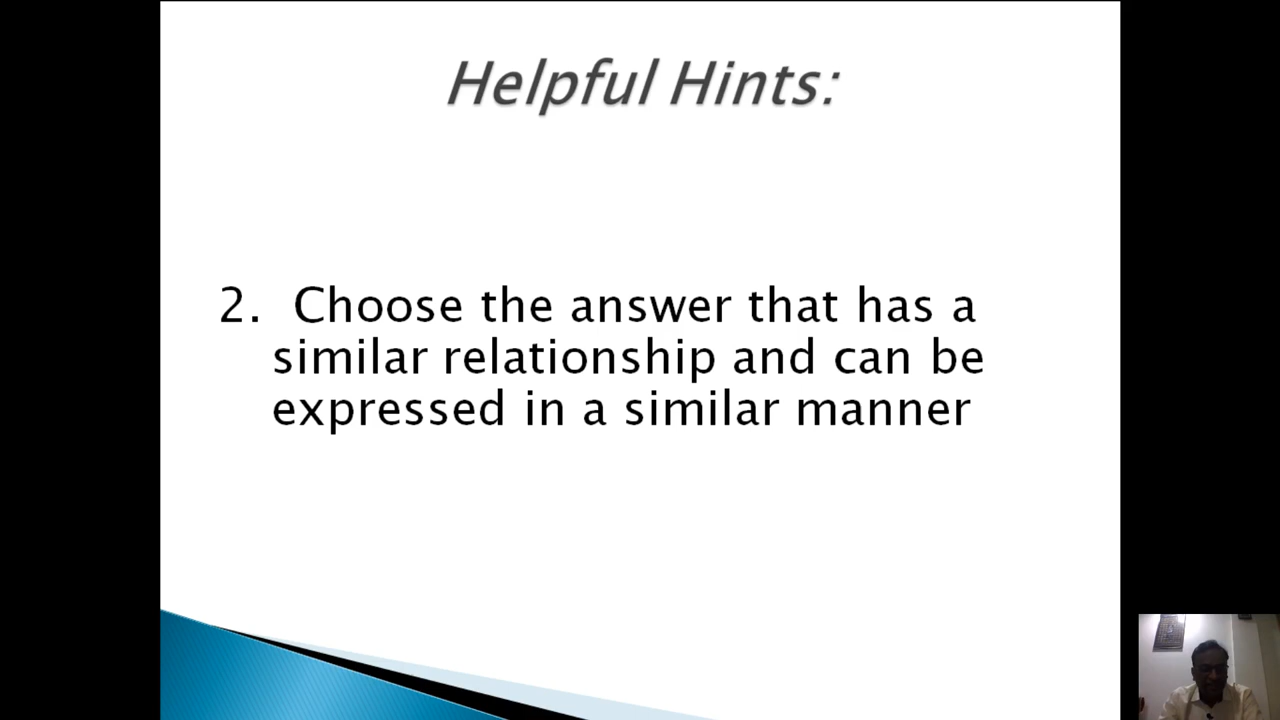 Helpful Hints:
2. Choose the answer that has a
similar relationship and can be
expressed in a similar manner